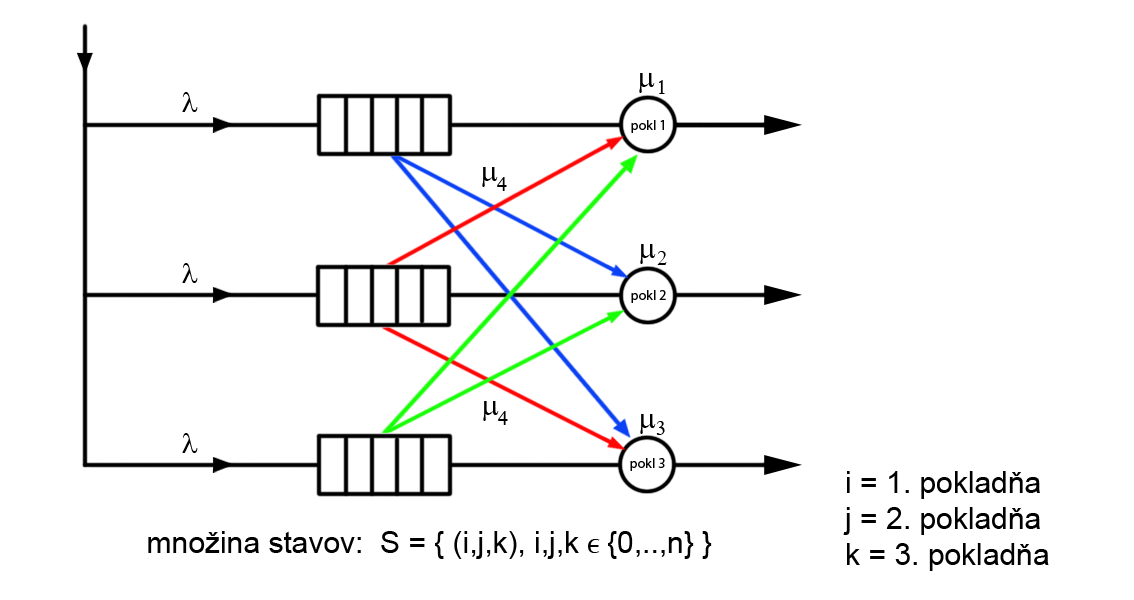 λ
μ1
pokl 1
μ4
λ
μ2
pokl 2
μ4
λ
μ3
pokl 3
i = 1. pokladňa
j = 2. pokladňa
k = 3. pokladňa
množina stavov: S = { (i,j,k), i,j,k ϵ {0,..,n} }